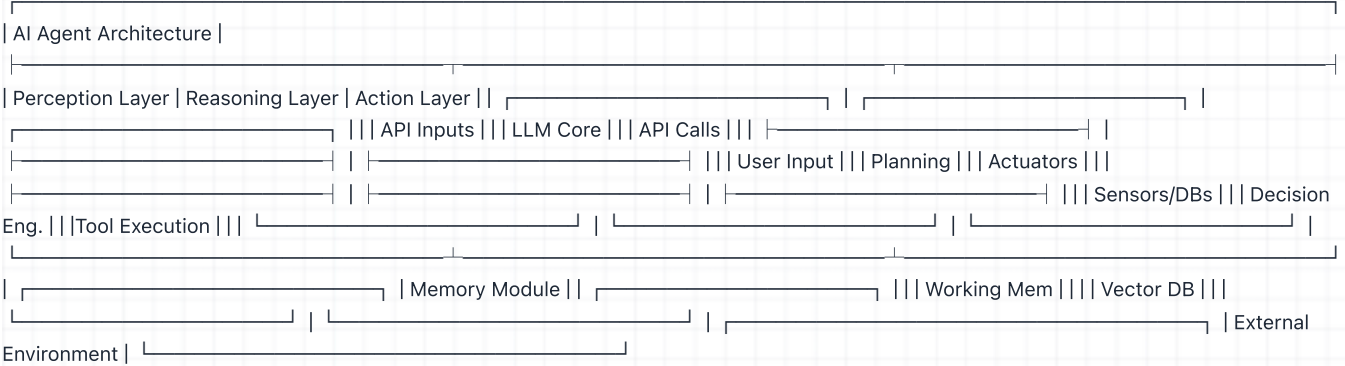 ┌──────────────────────────────────────────────────────────┐
| AI Agent Architecture |
├───────────────────┬───────────────────┬───────────────────┤
| Perception Layer | Reasoning Layer | Action Layer | | ┌──────────────┐ | ┌──────────────┐ |
┌──────────────┐ | | | API Inputs | | | LLM Core | | | API Calls | | | ├──────────────┤ |
├──────────────┤ | ├──────────────┤ | | | User Input | | | Planning | | | Actuators | | |
├──────────────┤ | ├──────────────┤ | ├──────────────┤ | | | Sensors/DBs | | | Decision
Eng. | | |Tool Execution | | | └──────────────┘ | └──────────────┘ | └──────────────┘ |
└───────────────────┴───────────────────┴───────────────────┘
| ┌────────────────┐ | Memory Module | | ┌────────────┐ | | | Working Mem | | | | Vector DB | | |
└────────────┘ | └────────────────┘ | ┌─────────────────────┐ | External
Environment | └─────────────────────┘